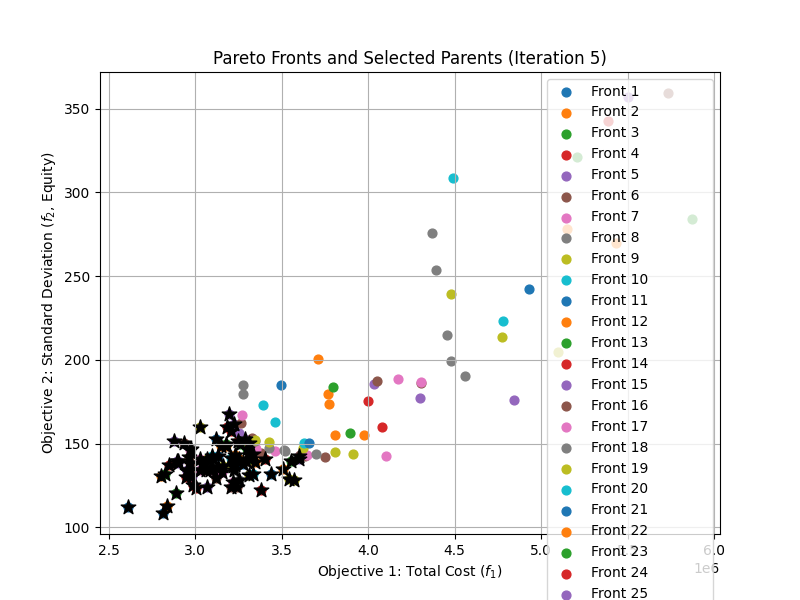 Pareto Fronts and Selected Parents (Iteration 5)
Objective 2: Standard Deviation (f₂, Equity)
350
300
250
200
150
100
2.5
3.0
3.5
4.0
4.5
5.0
6.0
1e6
Objective 1: Total Cost (f₁)
Front 1
Front 2
Front 3
Front 4
Front 5
Front 6
Front 7
Front 8
Front 9
Front 10
Front 11
Front 12
Front 13
Front 14
Front 15
Front 16
Front 17
Front 18
Front 19
Front 20
Front 21
Front 22
Front 23
Front 24
Front 25